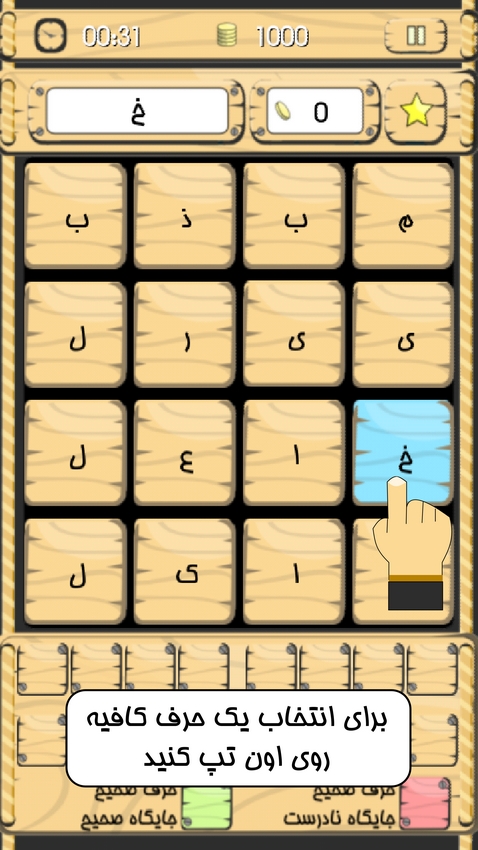 00:31
1000
خ
0
م ب ذ ب
ی ی ر ل
خ ا ع ل
ا ک ل
برای انتخاب یک حرف کافیه
روی اون تپ کنید
حرف صحیح
جایگاه نادرست
حرف صحیح
جایگاه صحیح